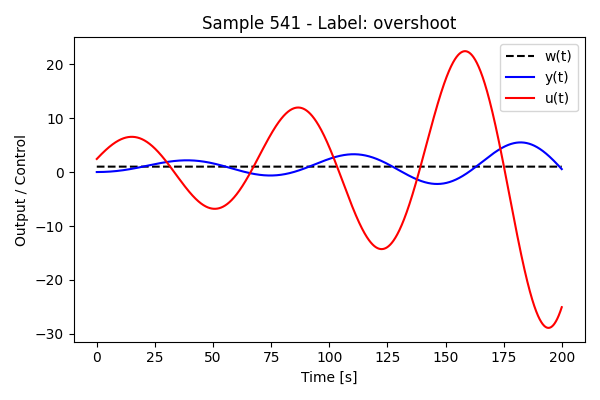 Sample 541 - Label: overshoot
w(t)
y(t)
u(t)
Output / Control
20
10
0
−10
−20
−30
0 25 50 75 100 125 150 175 200
Time [s]